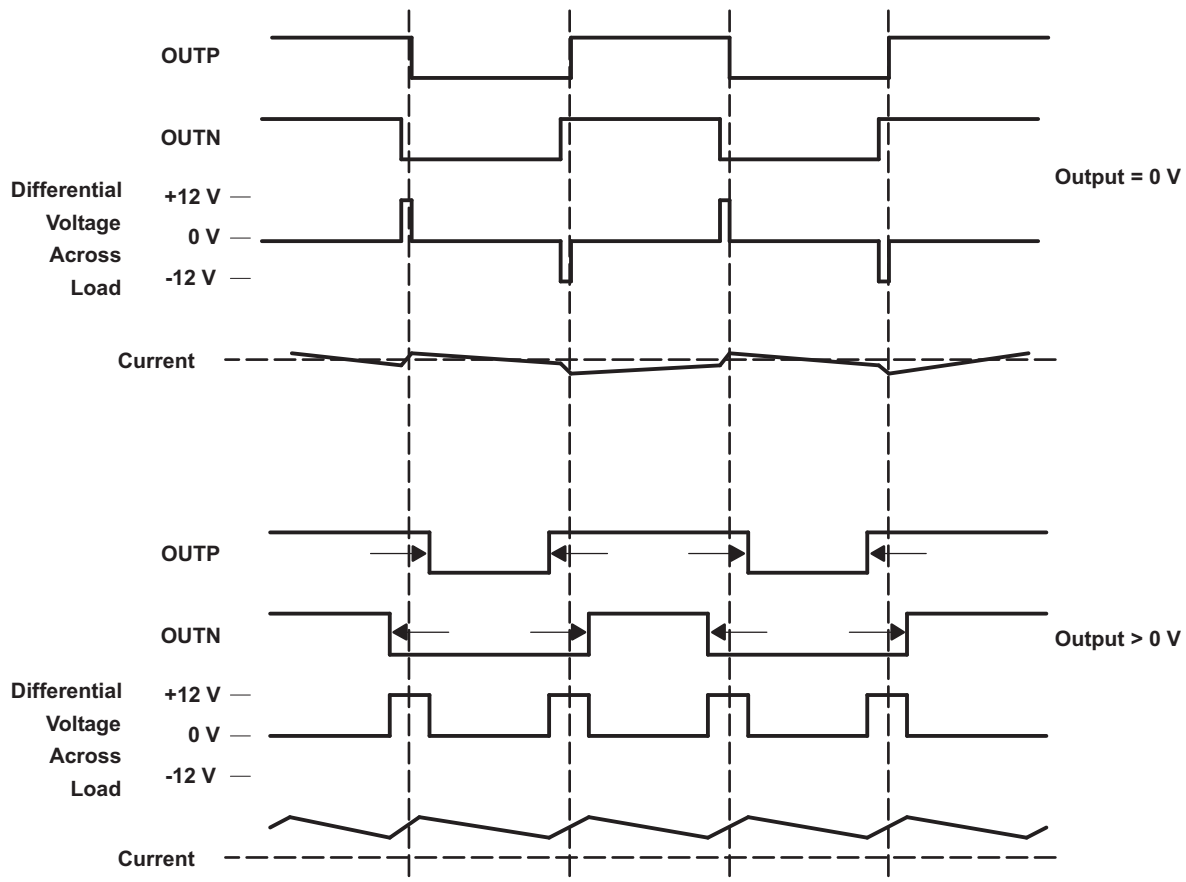 OUTP
OUTN
Output = 0 V
Differential
Voltage
Across
Load
+12 V
0 V
-12 V
Current
OUTP
OUTN
Output > 0 V
Differential
Voltage
Across
Load
+12 V
0 V
-12 V
Current